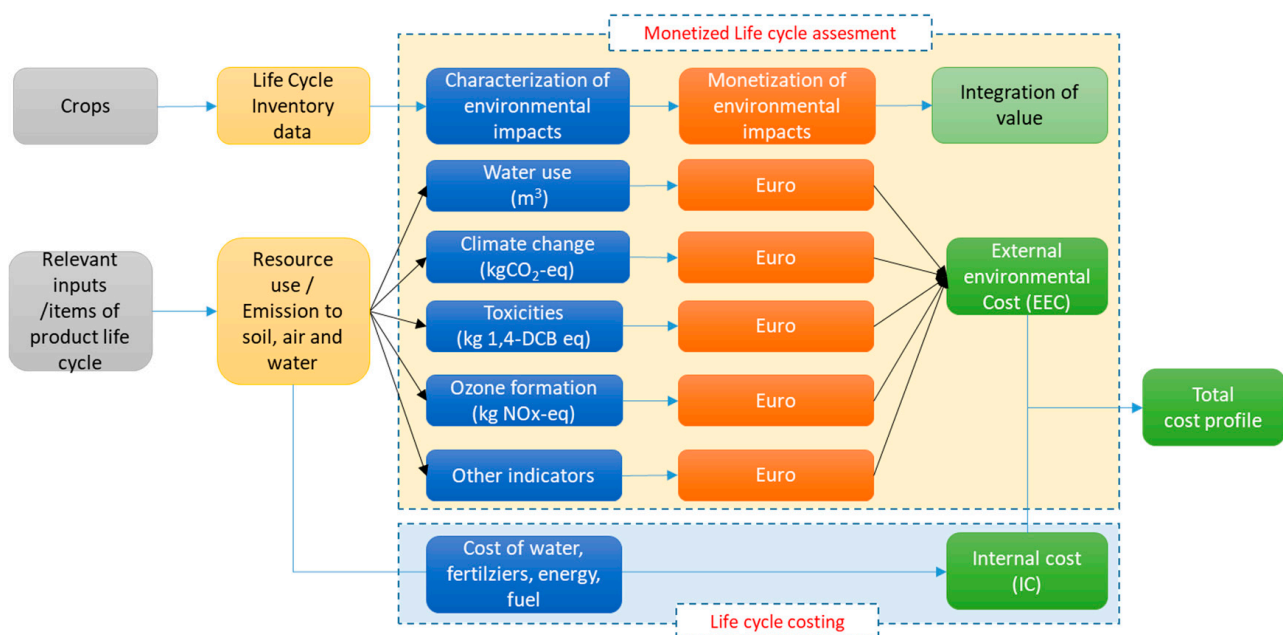 Monetized Life cycle assesment
Crops
Life Cycle
Inventory
data
Characterization of
environmental
impacts
Monetization of
environmental
impacts
Integration of
value
Water use
(m³)
Euro
Climate change
(kgCO₂-eq)
Euro
Toxicities
(kg 1,4-DCB eq)
Euro
Ozone formation
(kg NOx-eq)
Euro
Other indicators
Euro
Relevant
inputs
/items of
product life
cycle
Resource
use /
Emission to
soil, air and
water
External
environmental
Cost (EEC)
Total
cost profile
Cost of water,
fertilziers, energy,
fuel
Internal cost
(IC)
Life cycle costing